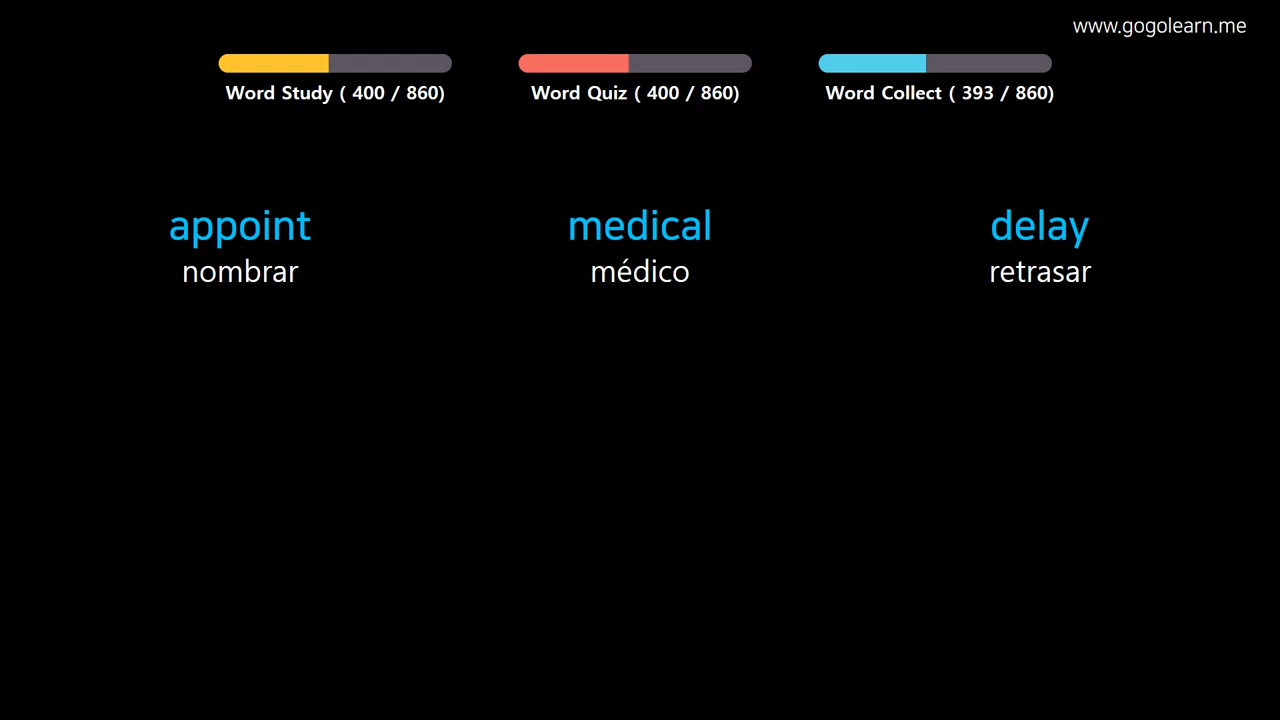 www.gogolearn.me
Word Study ( 400 / 860)
Word Quiz ( 400 / 860)
Word Collect ( 393 / 860)
appoint
nombrar
medical
médico
delay
retrasar